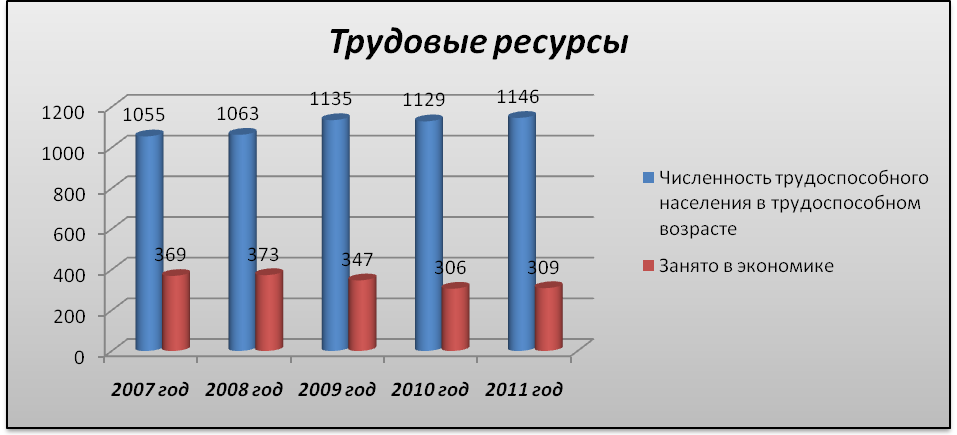 Трудовые ресурсы
1200
1000
800
600
400
200
0
1055
1063
1135
1129
1146
369
373
347
306
309
2007 год
2008 год
2009 год
2010 год
2011 год
Численность трудоспособного
населения в трудоспособном
возрасте
Занято в экономике